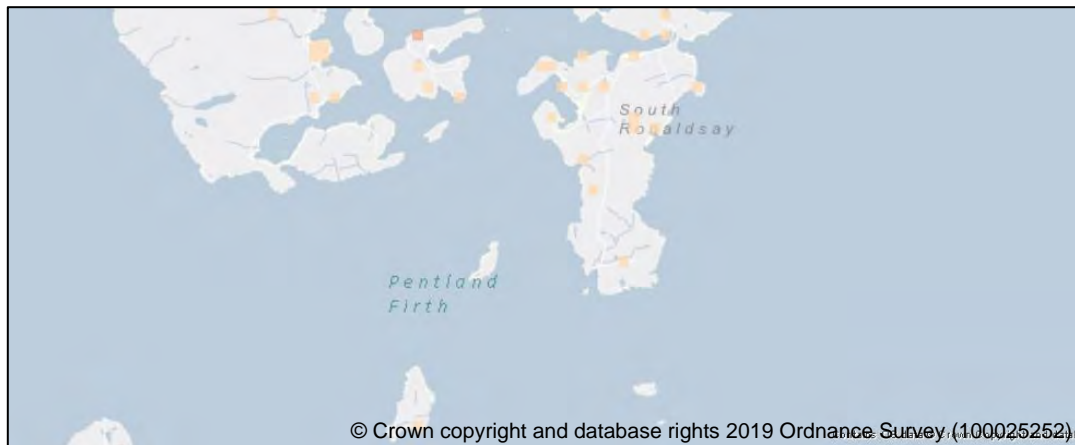 South
Ronaldsay
Pentland
Firth
© Crown copyright and database rights 2019 Ordnance Survey (100025252)